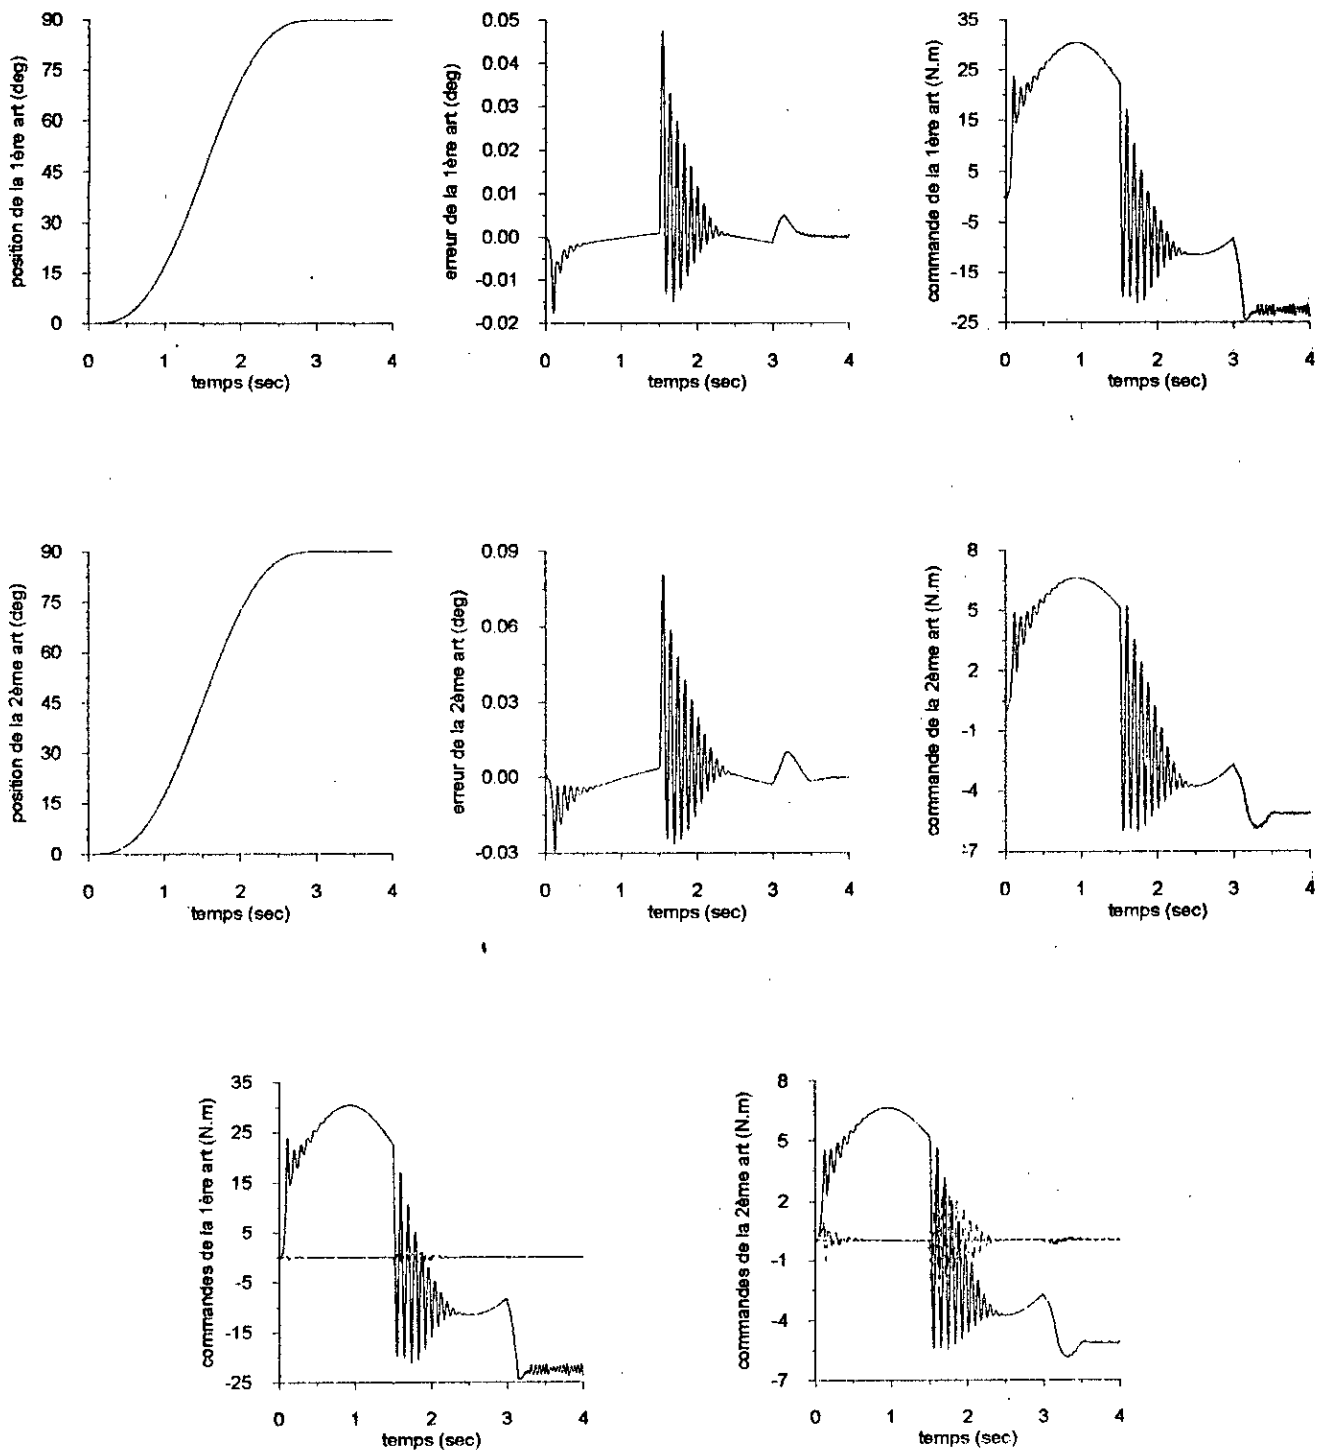 position de la 1ère art (deg)
90
75
60
45
30
15
0
0 1 2 3 4
temps (sec)
erreur de la 1ère art (deg)
0.05
0.04
0.03
0.02
0.01
0.00
-0.01
-0.02
0 1 2 3 4
temps (sec)
commande de la 1ère art (N.m)
35
25
15
5
-5
-15
-25
0 1 2 3 4
temps (sec)
position de la 2ème art (deg)
90
75
60
45
30
15
0
0 1 2 3 4
temps (sec)
erreur de la 2ème art (deg)
0.09
0.06
0.03
0.00
-0.03
0 1 2 3 4
temps (sec)
commande de la 2ème art (N.m)
8
5
2
-1
-4
-7
0 1 2 3 4
temps (sec)
commandes de la 1ère art (N.m)
35
25
15
5
-5
-15
-25
0 1 2 3 4
temps (sec)
commandes de la 2ème art (N.m)
8
5
2
-1
-4
-7
0 1 2 3 4
temps (sec)